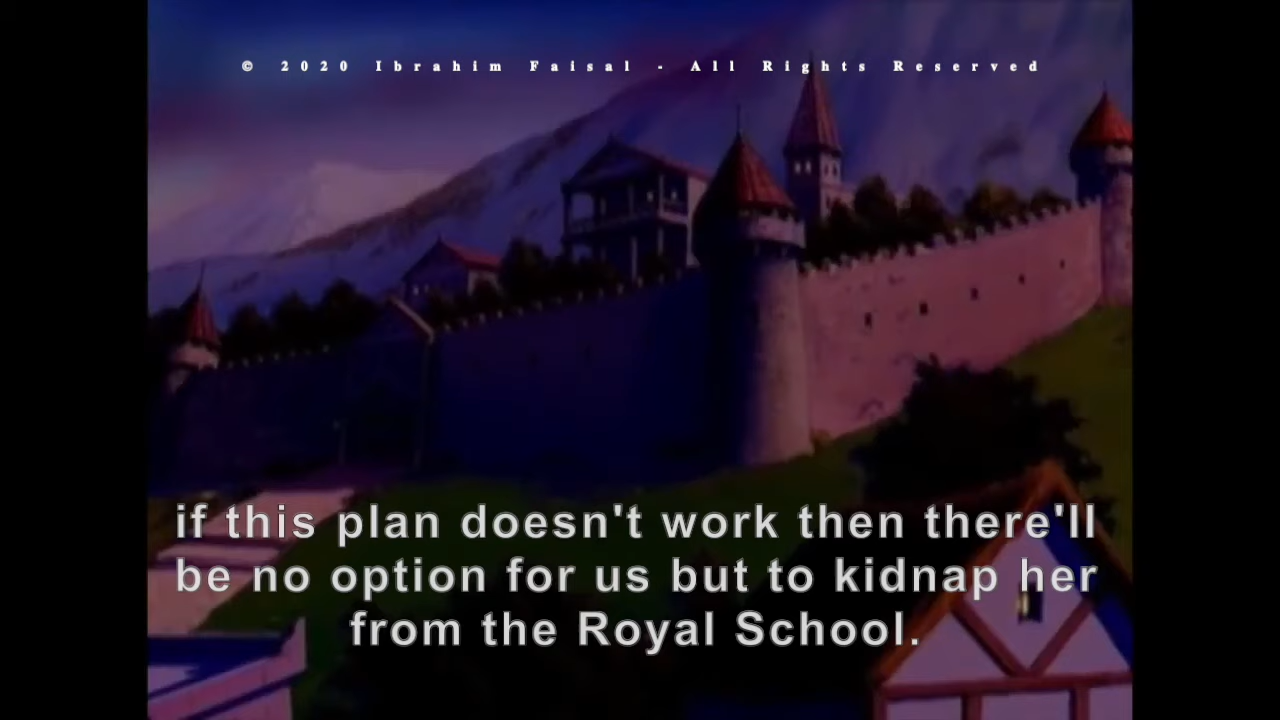 © 2020 Ibrahim Faisal - All Rights Reserved
if this plan doesn't work then there'll
be no option for us but to kidnap her
from the Royal School.